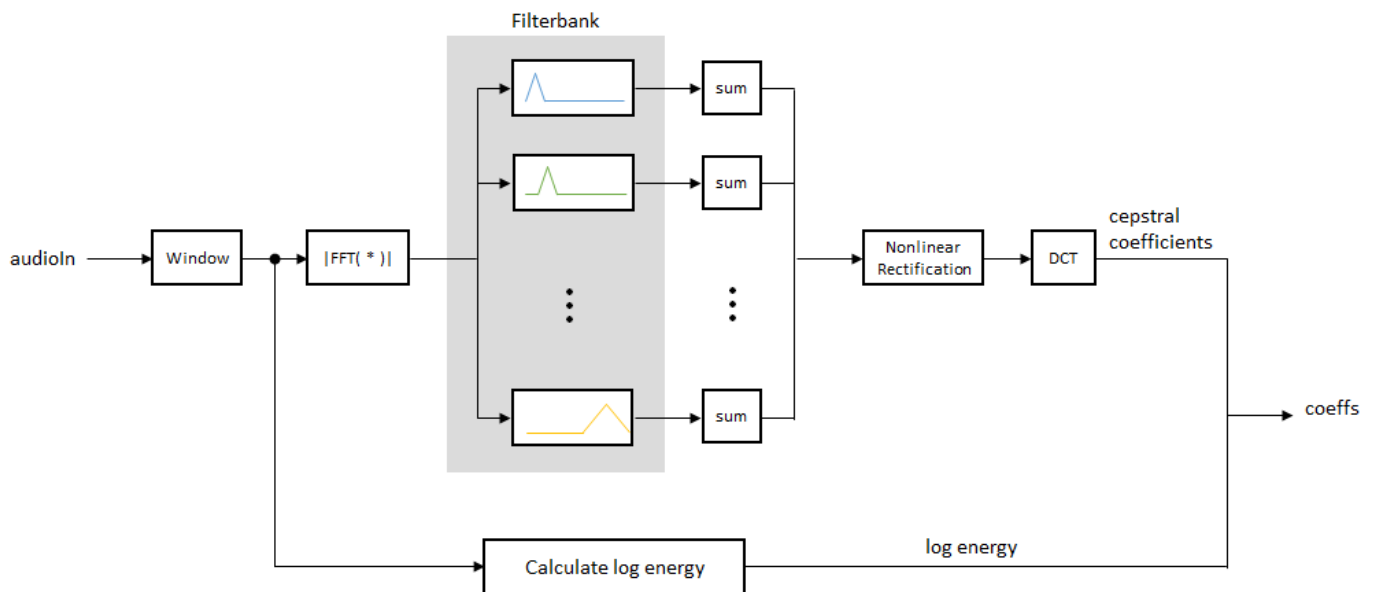 Filterbank
sum
sum
audioIn
Window
|FFT( * )|
Nonlinear
Rectification
DCT
cepstral
coefficients
sum
coeffs
log energy
Calculate log energy